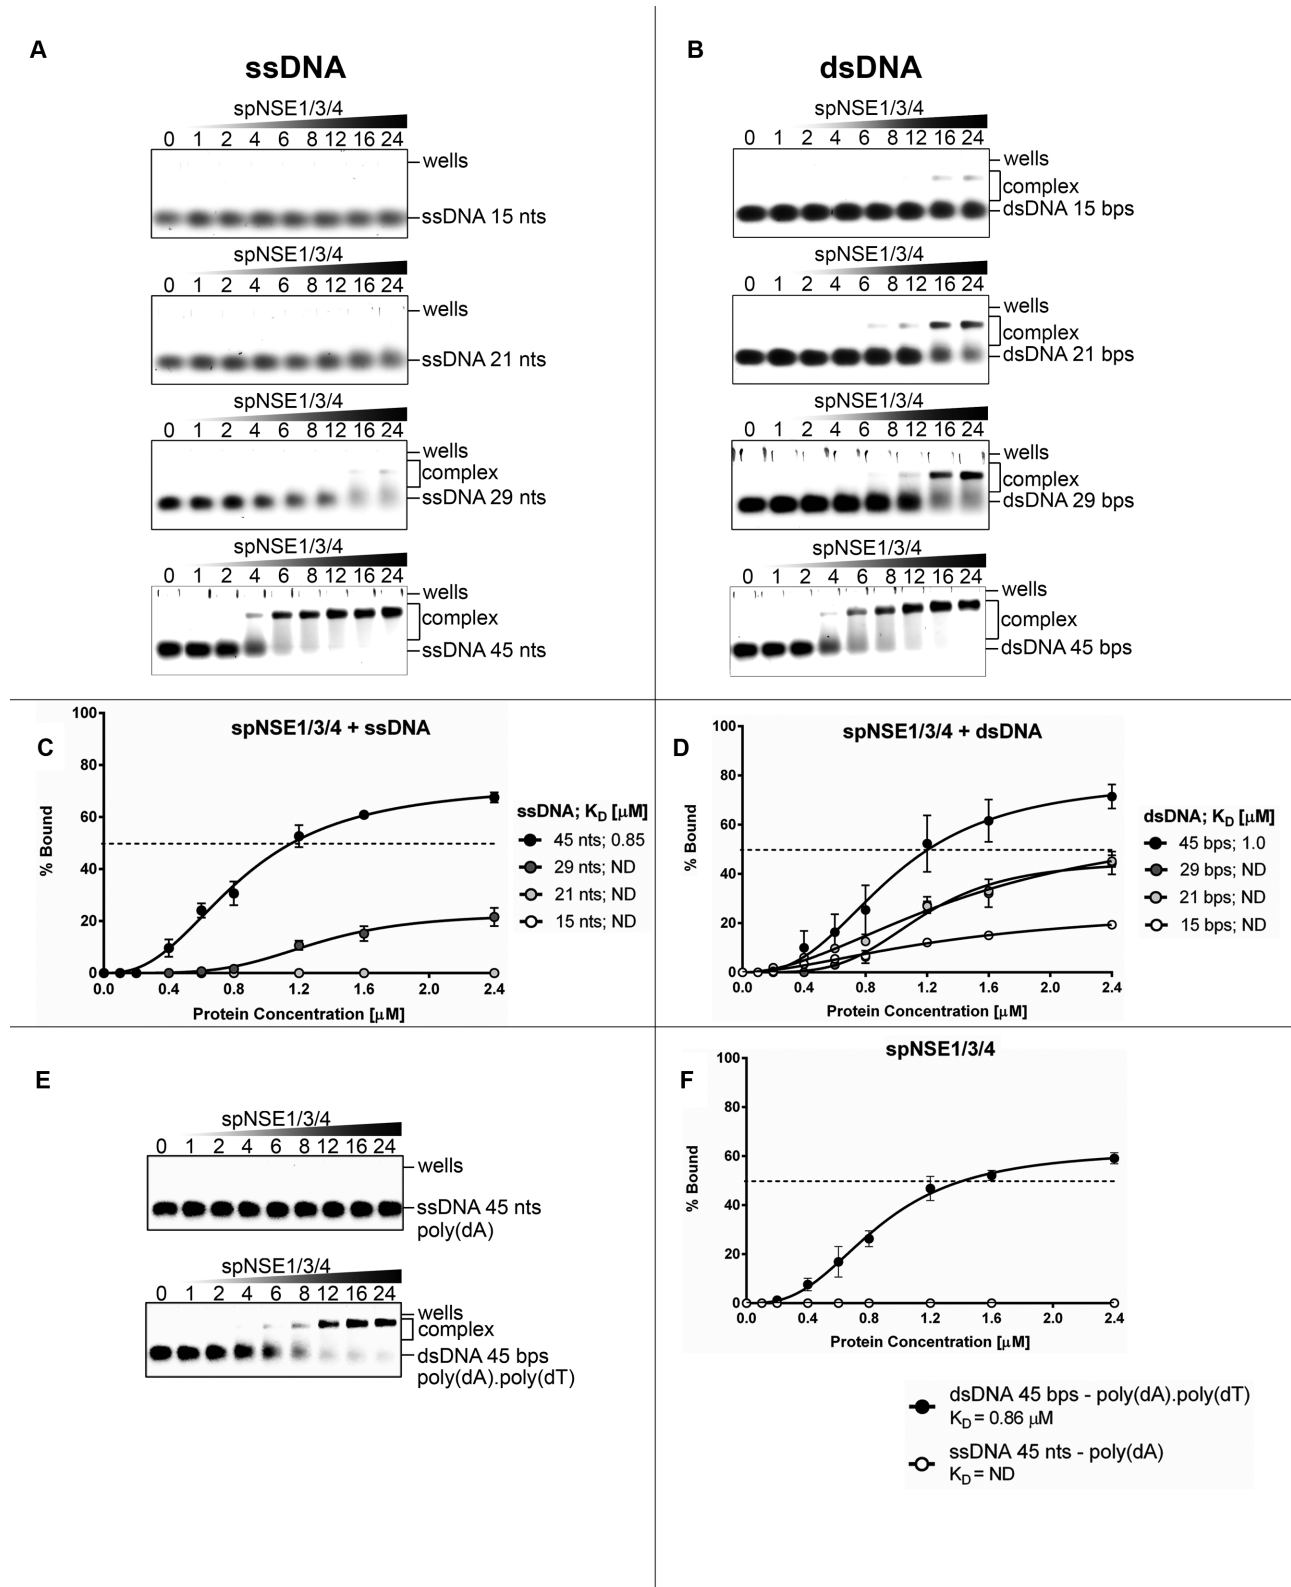 A
ssDNA
spNSE1/3/4
0 1 2 4 6 8 12 16 24
wells
ssDNA 15 nts
spNSE1/3/4
0 1 2 4 6 8 12 16 24
wells
ssDNA 21 nts
spNSE1/3/4
0 1 2 4 6 8 12 16 24
wells
complex
ssDNA 29 nts
spNSE1/3/4
0 1 2 4 6 8 12 16 24
wells
complex
ssDNA 45 nts
B
dsDNA
spNSE1/3/4
0 1 2 4 6 8 12 16 24
wells
complex
dsDNA 15 bps
spNSE1/3/4
0 1 2 4 6 8 12 16 24
wells
complex
dsDNA 21 bps
spNSE1/3/4
0 1 2 4 6 8 12 16 24
wells
complex
dsDNA 29 bps
spNSE1/3/4
0 1 2 4 6 8 12 16 24
wells
complex
dsDNA 45 bps
C
spNSE1/3/4 + ssDNA
% Bound
100
80
60
40
20
0
0.0 0.4 0.8 1.2 1.6 2.0 2.4
Protein Concentration [µM]
ssDNA; KD [µM]
45 nts; 0.85
29 nts; ND
21 nts; ND
15 nts; ND
D
spNSE1/3/4 + dsDNA
% Bound
100
80
60
40
20
0
0.0 0.4 0.8 1.2 1.6 2.0 2.4
Protein Concentration [µM]
dsDNA; KD [µM]
45 bps; 1.0
29 bps; ND
21 bps; ND
15 bps; ND
E
spNSE1/3/4
0 1 2 4 6 8 12 16 24
wells
ssDNA 45 nts
poly(dA)
spNSE1/3/4
0 1 2 4 6 8 12 16 24
wells
complex
dsDNA 45 bps
poly(dA).poly(dT)
F
spNSE1/3/4
% Bound
100
80
60
40
20
0
0.0 0.4 0.8 1.2 1.6 2.0 2.4
Protein Concentration [µM]
dsDNA 45 bps - poly(dA).poly(dT)
KD = 0.86 µM
ssDNA 45 nts - poly(dA)
KD = ND